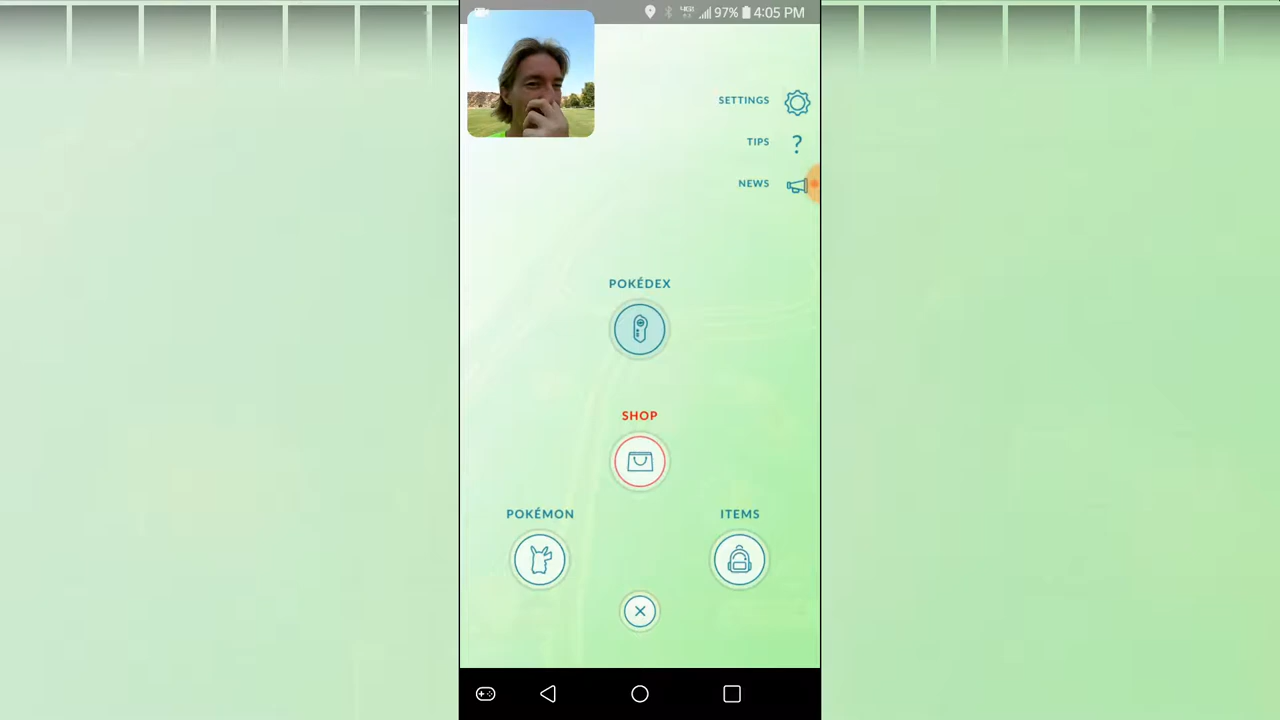 97% 4:05 PM
SETTINGS
TIPS ?
NEWS
POKÉDEX
SHOP
POKÉMON
ITEMS